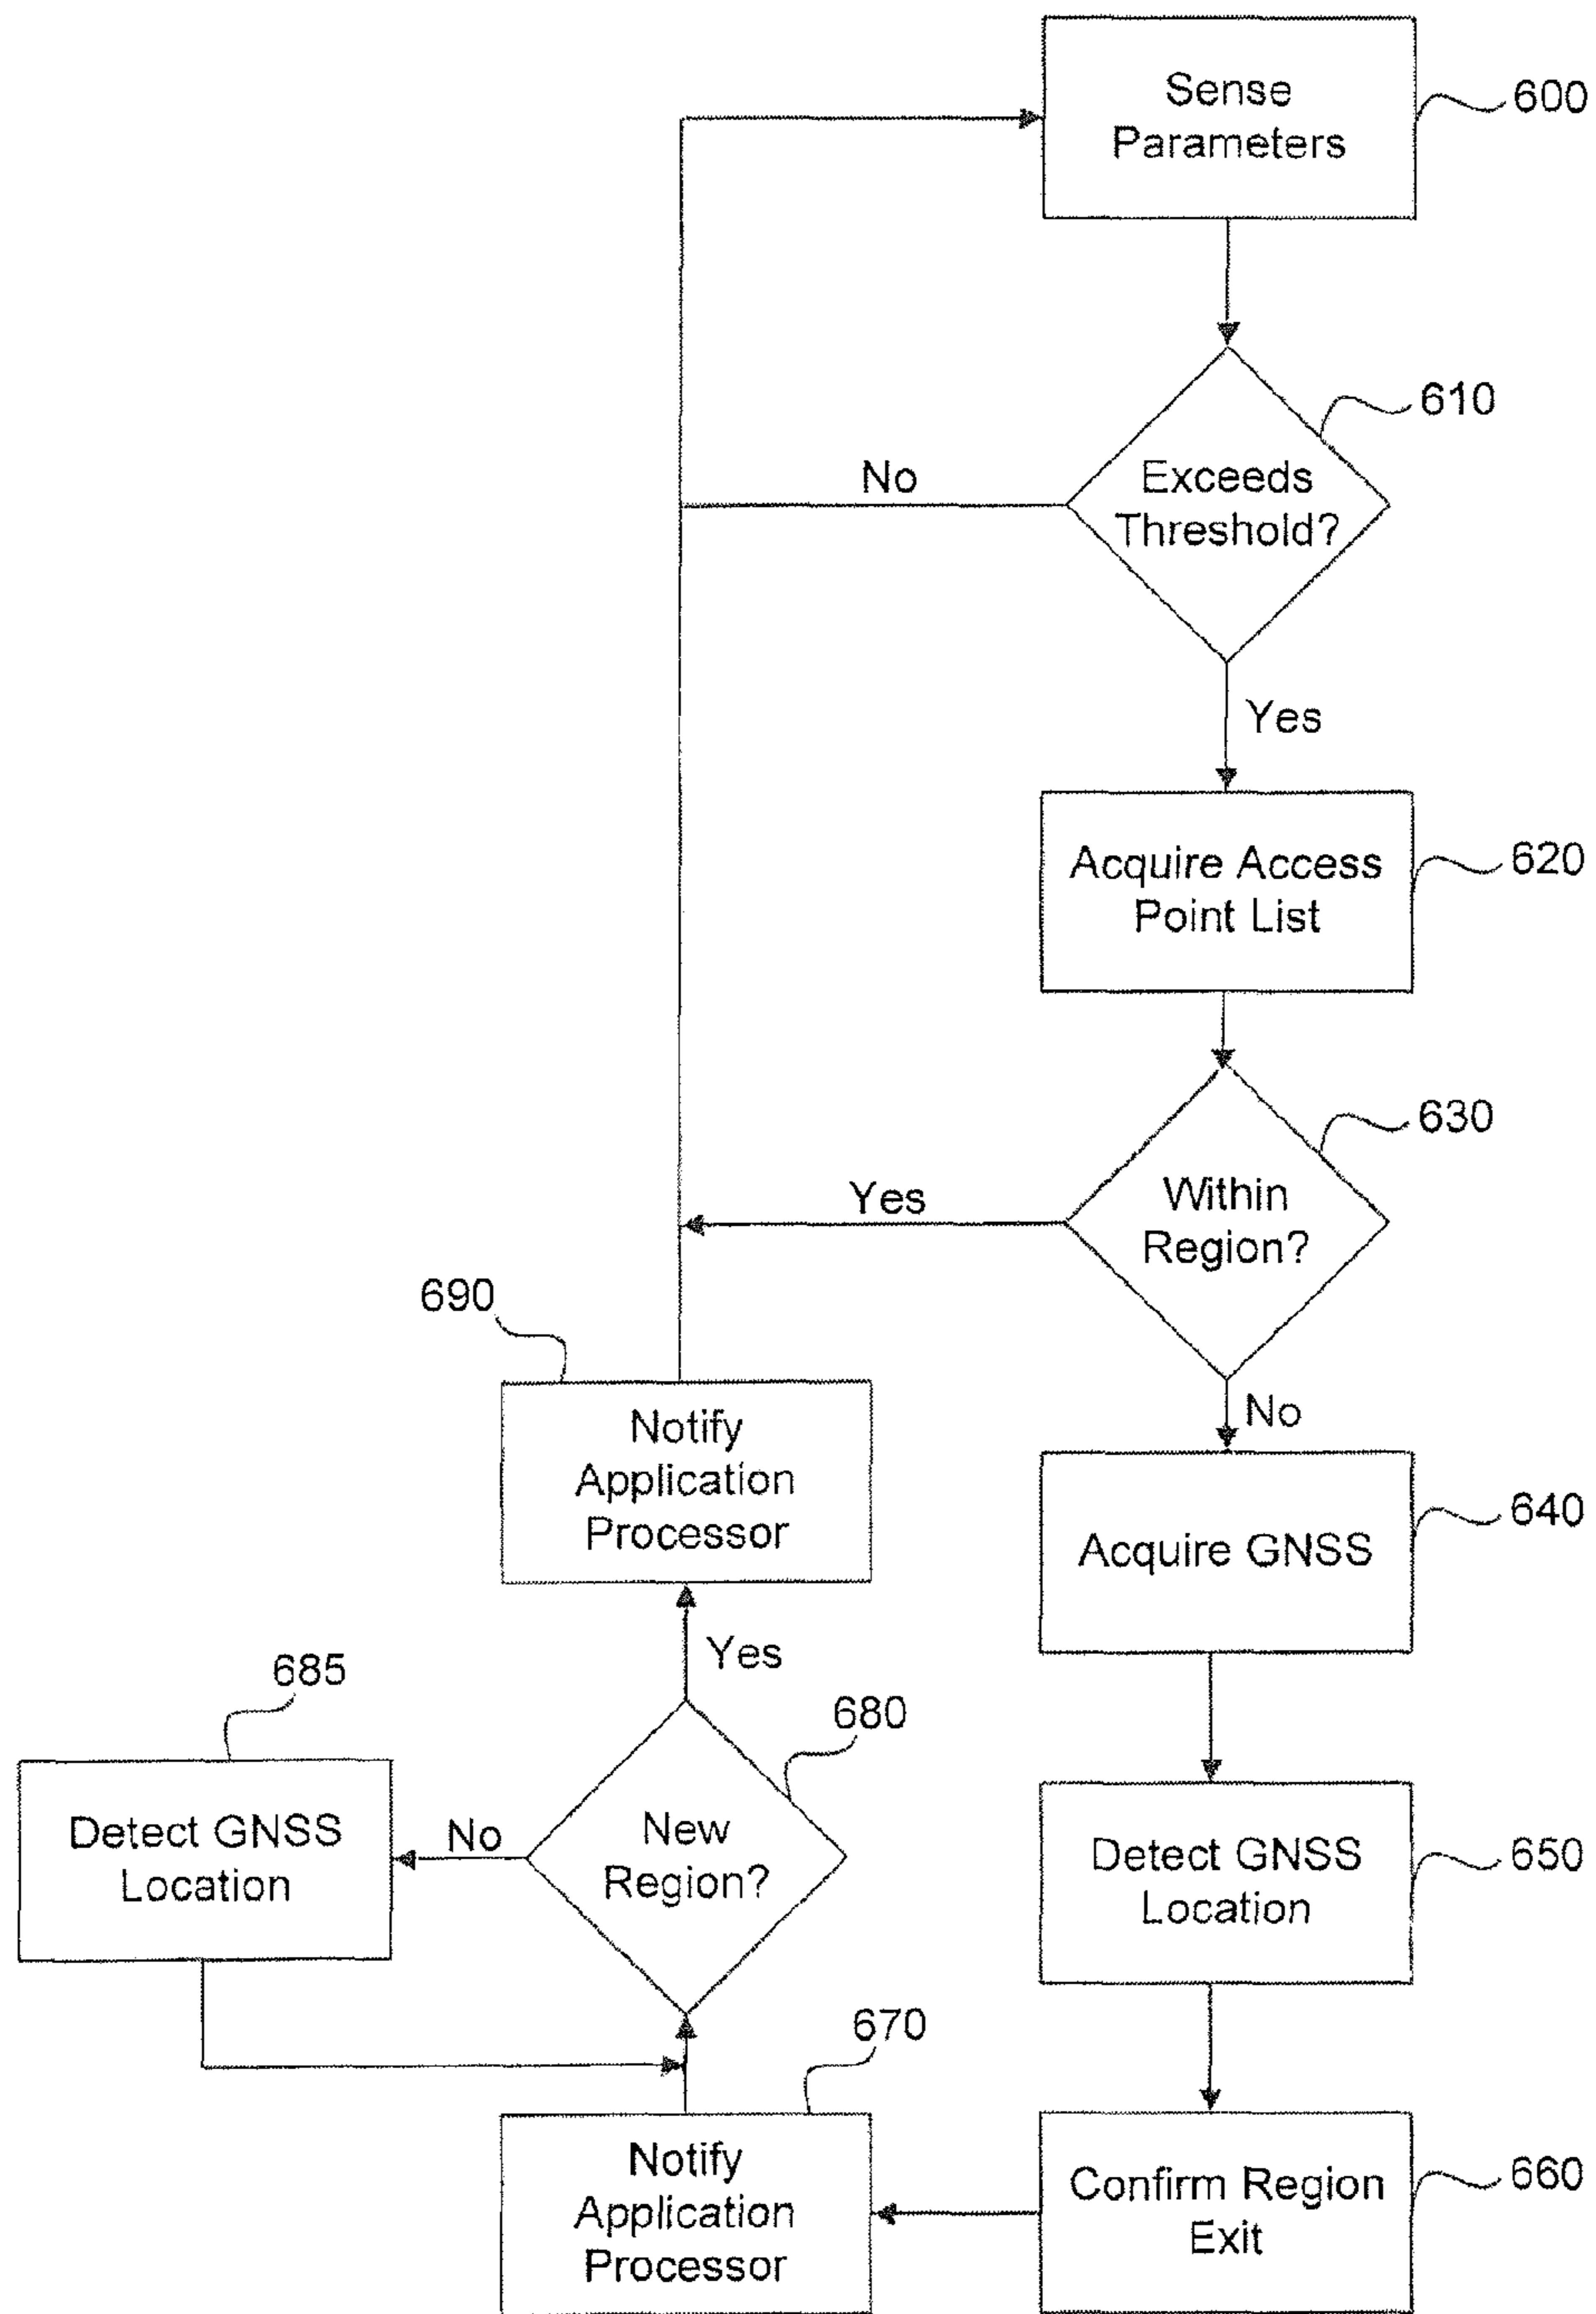 Sense
Parameters
600
610
Exceeds
Threshold?
No
Yes
Acquire Access
Point List
620
630
Within
Region?
Yes
No
690
Notify
Application
Processor
640
Acquire GNSS
Yes
685
680
Detect GNSS
Location
No
New
Region?
Detect GNSS
Location
650
670
Notify
Application
Processor
Confirm Region
Exit
660